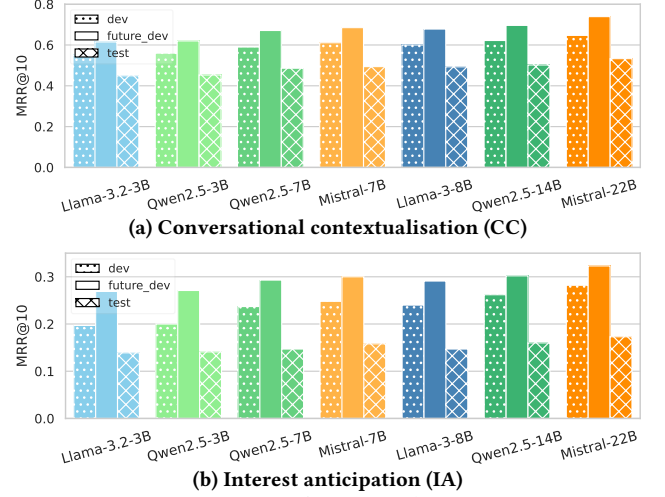 0.8
0.6
0.4
0.2
0.0
MRR@10
dev
future_dev
test
Llama-3.2-3B
Qwen2.5-3B
Qwen2.5-7B
Mistral-7B
Llama-3-8B
Qwen2.5-14B
Mistral-22B
(a) Conversational contextualisation (CC)
0.3
0.2
0.1
0.0
MRR@10
dev
future_dev
test
Llama-3.2-3B
Qwen2.5-3B
Qwen2.5-7B
Mistral-7B
Llama-3-8B
Qwen2.5-14B
Mistral-22B
(b) Interest anticipation (IA)